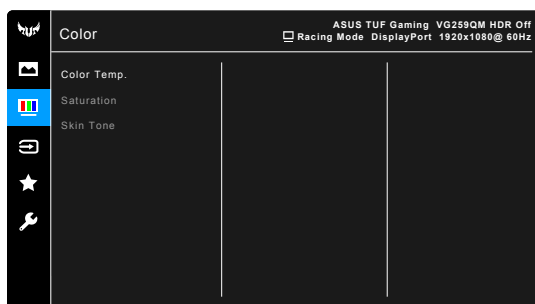 Color
ASUS TUF Gaming VG259QM HDR Off
Racing Mode DisplayPort 1920x1080@ 60Hz
Color Temp.
Saturation
Skin Tone